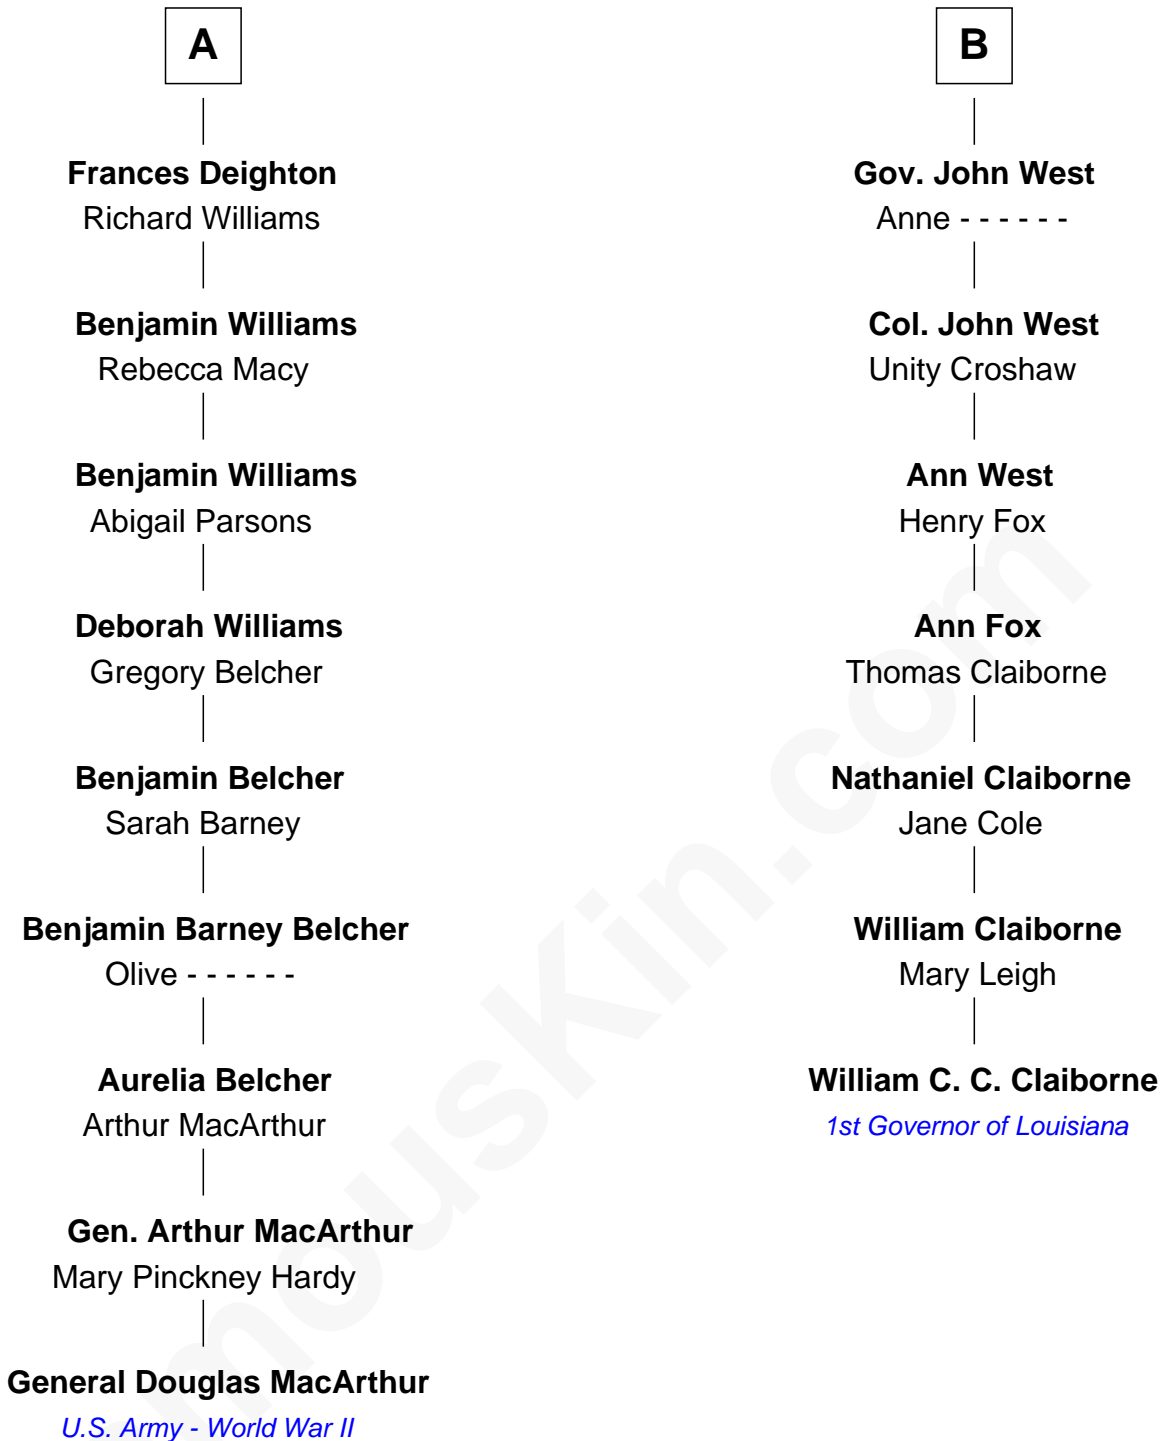 A
Frances Deighton
Richard Williams
Benjamin Williams
Rebecca Macy
Benjamin Williams
Abigail Parsons
Deborah Williams
Gregory Belcher
Benjamin Belcher
Sarah Barney
Benjamin Barney Belcher
Olive - - - - - -
Aurelia Belcher
Arthur MacArthur
Gen. Arthur MacArthur
Mary Pinckney Hardy
General Douglas MacArthur
U.S. Army - World War II
B
Gov. John West
Anne - - - - - -
Col. John West
Unity Croshaw
Ann West
Henry Fox
Ann Fox
Thomas Claiborne
Nathaniel Claiborne
Jane Cole
William Claiborne
Mary Leigh
William C. C. Claiborne
1st Governor of Louisiana